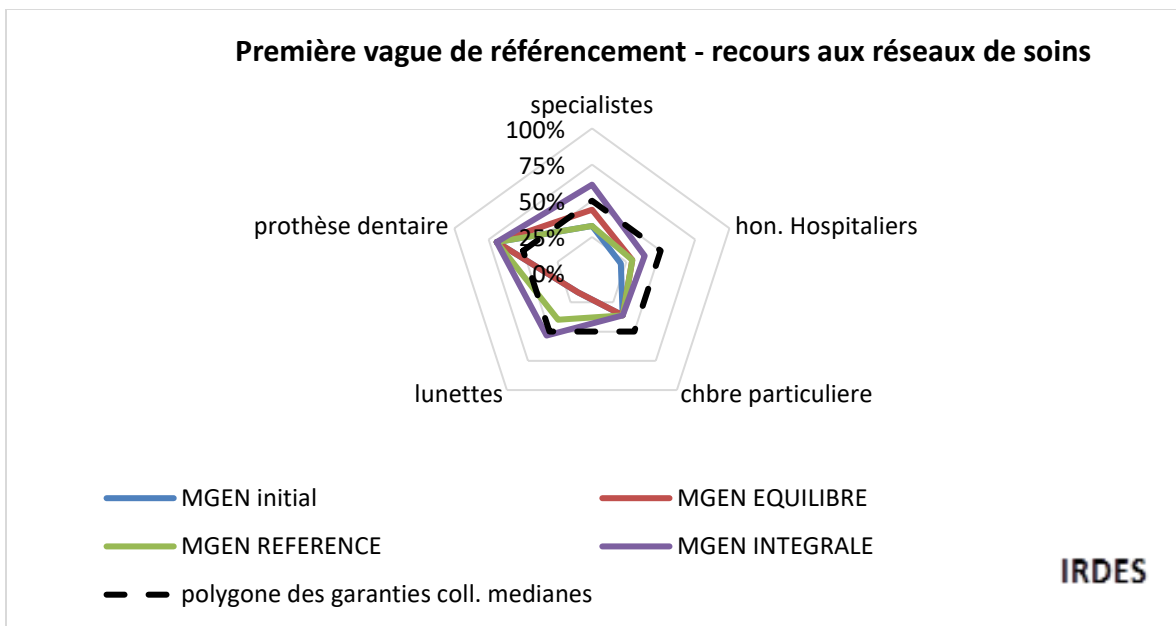 Première vague de référencement - recours aux réseaux de soins
specialistes
100%
75%
50%
25%
0%
prothèse dentaire
hon. Hospitaliers
lunettes
chbre particuliere
MGEN initial
MGEN EQUILIBRE
MGEN REFERENCE
MGEN INTEGRALE
polygone des garanties coll. medianes
IRDES